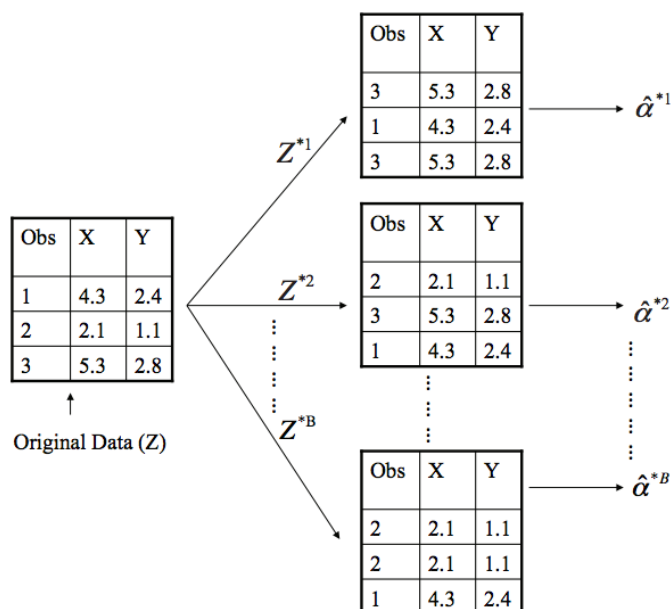 Obs X Y
3 5.3 2.8
1 4.3 2.4
3 5.3 2.8
α̂*1
Z*1
Obs X Y
1 4.3 2.4
2 2.1 1.1
3 5.3 2.8
Original Data (Z)
Z*2
Obs X Y
2 2.1 1.1
3 5.3 2.8
1 4.3 2.4
α̂*2
Z*B
Obs X Y
2 2.1 1.1
2 2.1 1.1
1 4.3 2.4
α̂*B